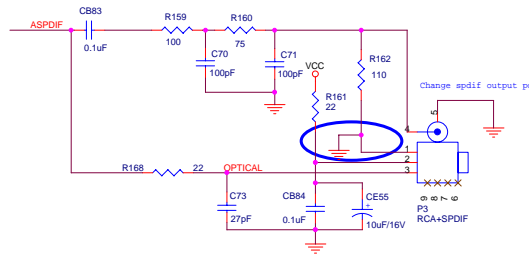 CB83
ASPDIF
0.1uF
R159
100
R160
75
C70
100pF
C71
100pF
VCC
R161
22
R162
110
Change spdif output p
5
4
1
2
3
R168
22
OPTICAL
C73
27pF
CB84
0.1uF
CE55
+
10uF/16V
9
8
7
6
P3
RCA+SPDIF